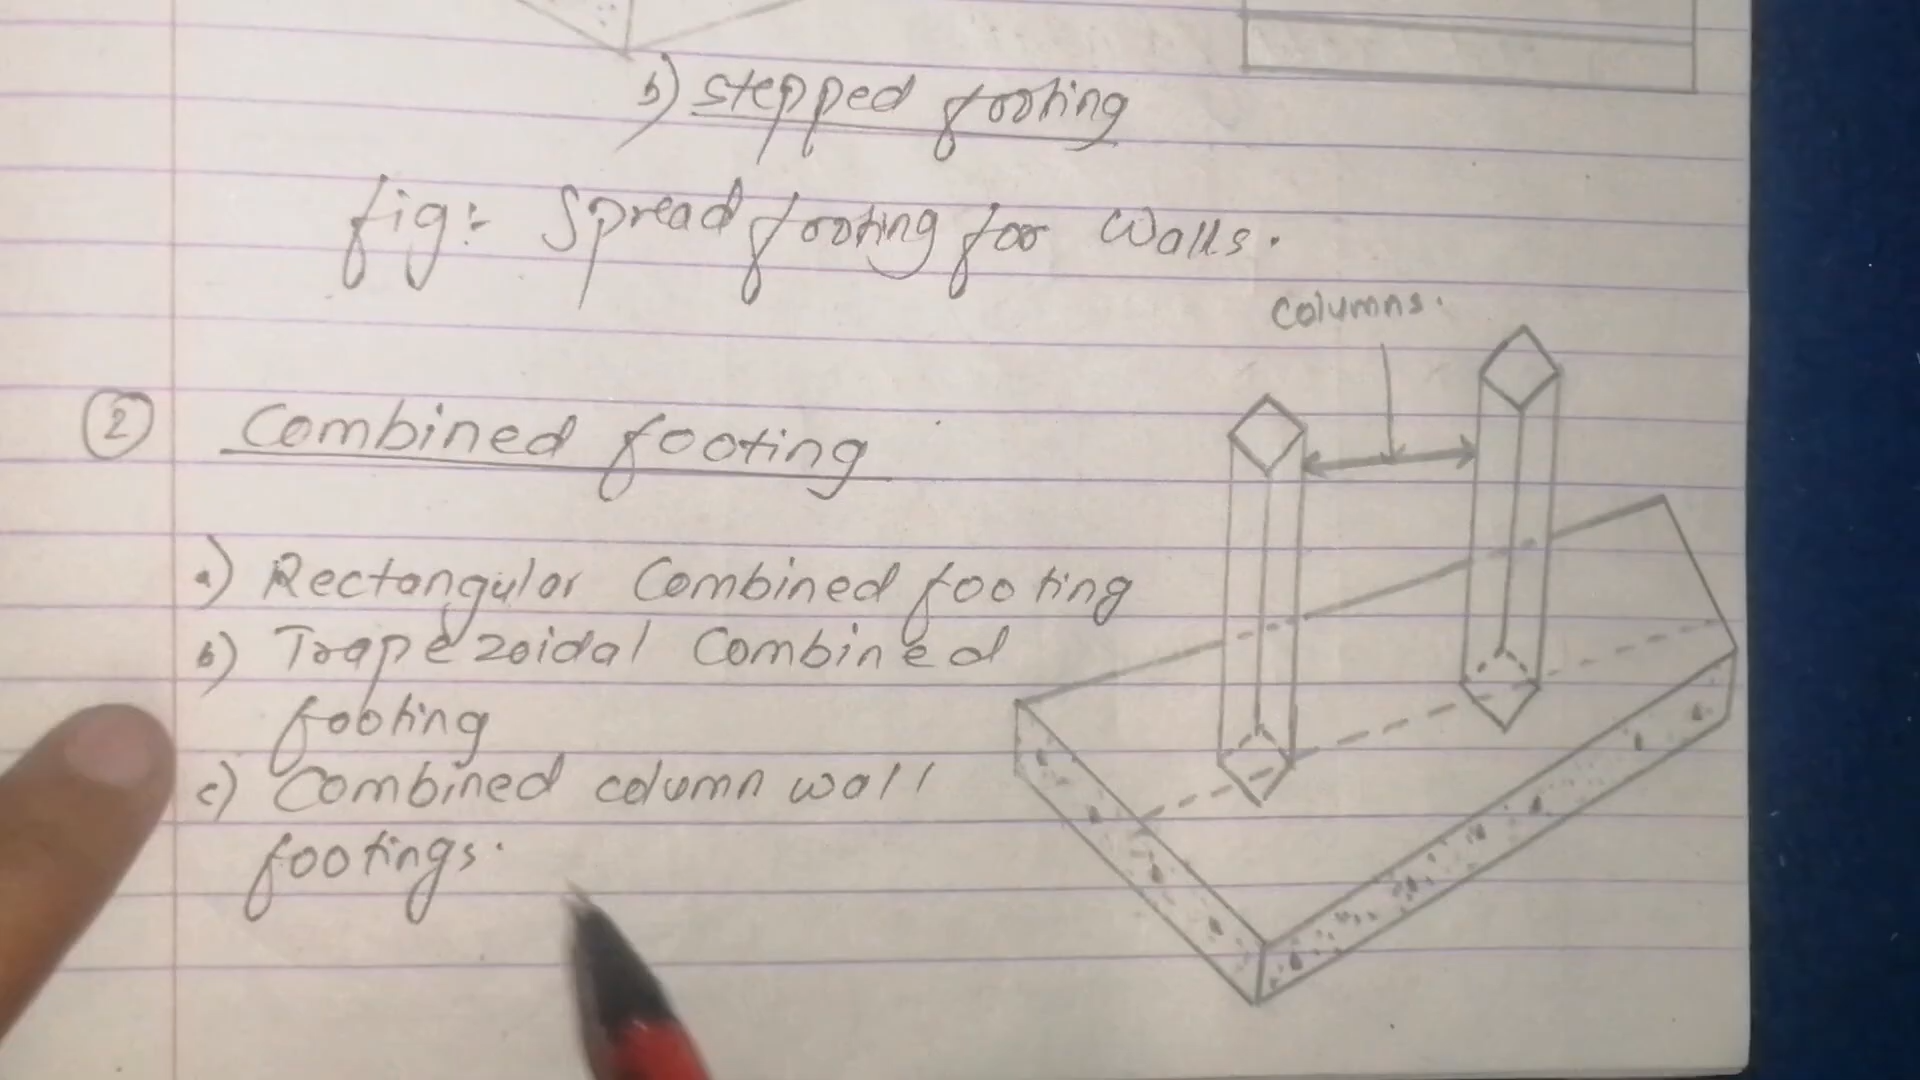 b) Stepped footing
fig:- Spread footing for Walls.
columns.
2 Combined footing
a) Rectangular Combined footing
b) Trapezoidal Combined
footing
c) Combined column wall
footings.